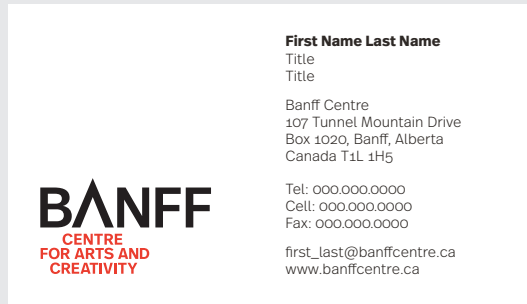 First Name Last Name
Title
Title
Banff Centre
107 Tunnel Mountain Drive
Box 1020, Banff, Alberta
Canada T1L 1H5
Tel: 000.000.0000
Cell: 000.000.0000
Fax: 000.000.0000
first_last@banffcentre.ca
www.banffcentre.ca
BANFF
CENTRE
FOR ARTS AND
CREATIVITY